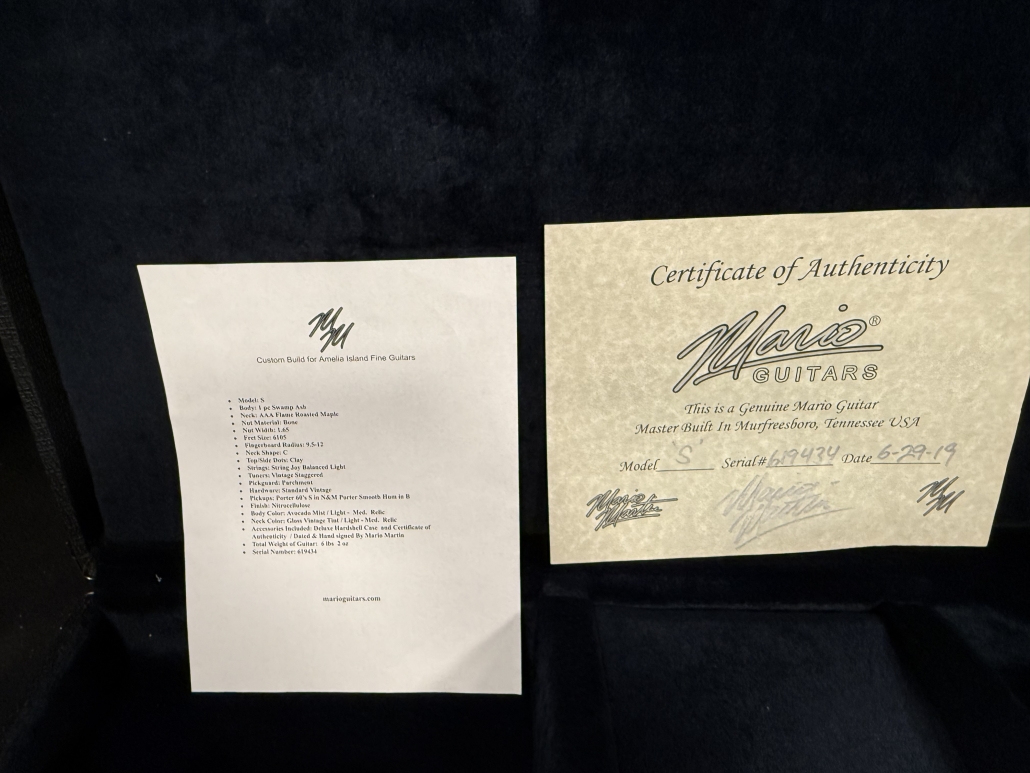 MM
Custom Build for Amelia Island Fine Guitars
• Model: S
• Body: 1 pc Swamp Ash
• Neck: AAA Flame Roasted Maple
• Nut Material: Bone
• Nut Width: 1.65
• Fret Size: 6105
• Fingerboard Radius: 9.5-12
• Neck Shape: C
• Top/Side Dots: Clay
• Strings: String Joy Balanced Light
• Tuners: Vintage Staggered
• Pickguard: Parchment
• Hardware: Standard Vintage
• Pickups: Porter 60's S in N&M Porter Smooth Hum in B
• Finish: Nitrocellulose
• Body Color: Avocado Mist / Light - Med. Relic
• Neck Color: Gloss Vintage Tint / Light - Med. Relic
• Accessories Included: Deluxe Hardshell Case and Certificate of
Authenticity / Dated & Hand signed By Mario Martin
• Total Weight of Guitar: 6 lbs 2 oz
• Serial Number: 619434
marioguitars.com
Certificate of Authenticity
Mario®
GUITARS
This is a Genuine Mario Guitar
Master Built In Murfreesboro, Tennessee USA
Model "S" Serial# 619434 Date 6-29-19
Mario Martin
MM